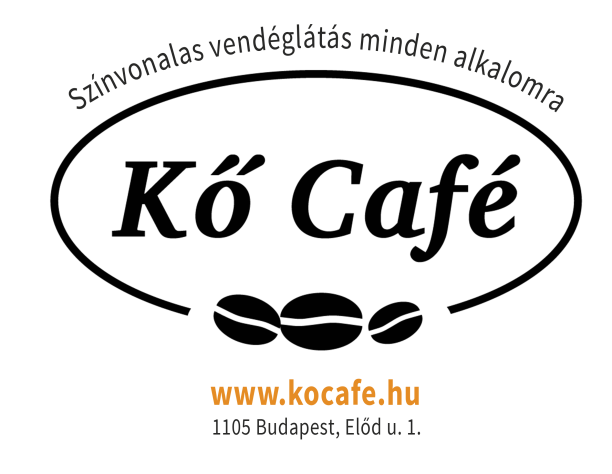 Színvonalas vendéglátás minden alkalomra
Kő Café
www.kocafe.hu
1105 Budapest, Előd u. 1.